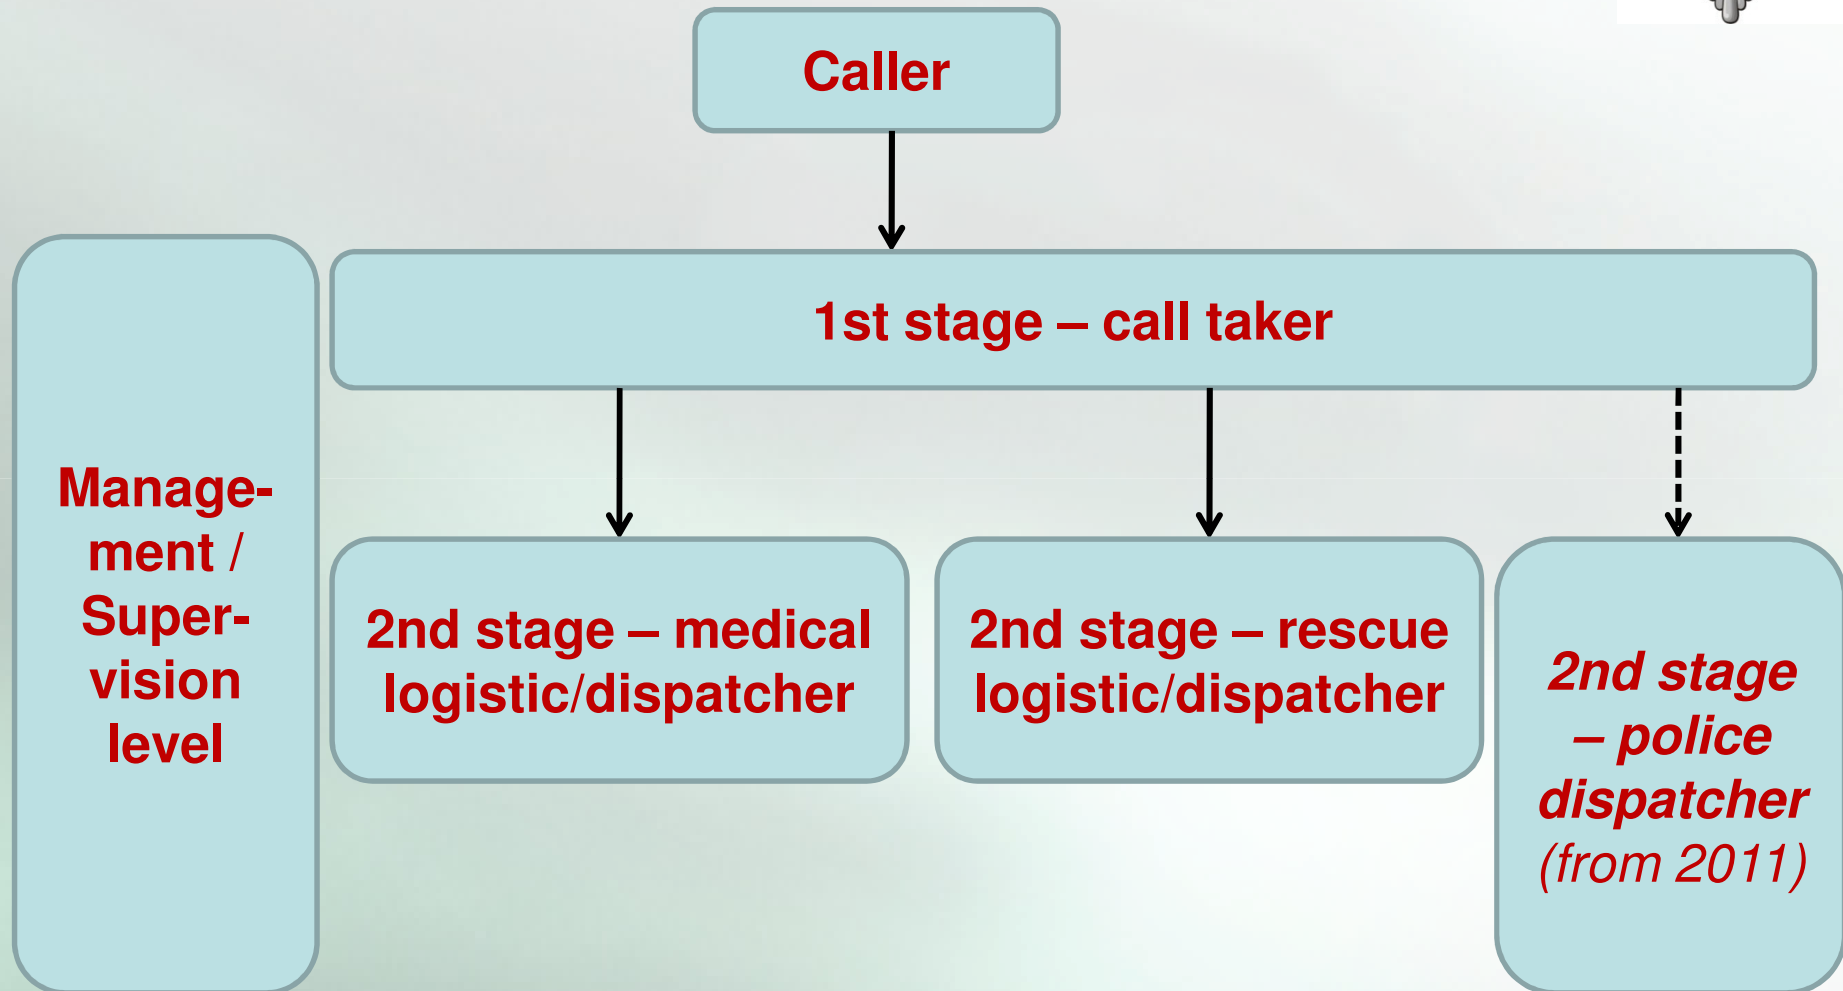 Caller
1st stage – call taker
Manage-
ment /
Super-
vision
level
2nd stage – medical
logistic/dispatcher
2nd stage – rescue
logistic/dispatcher
2nd stage
– police
dispatcher
(from 2011)